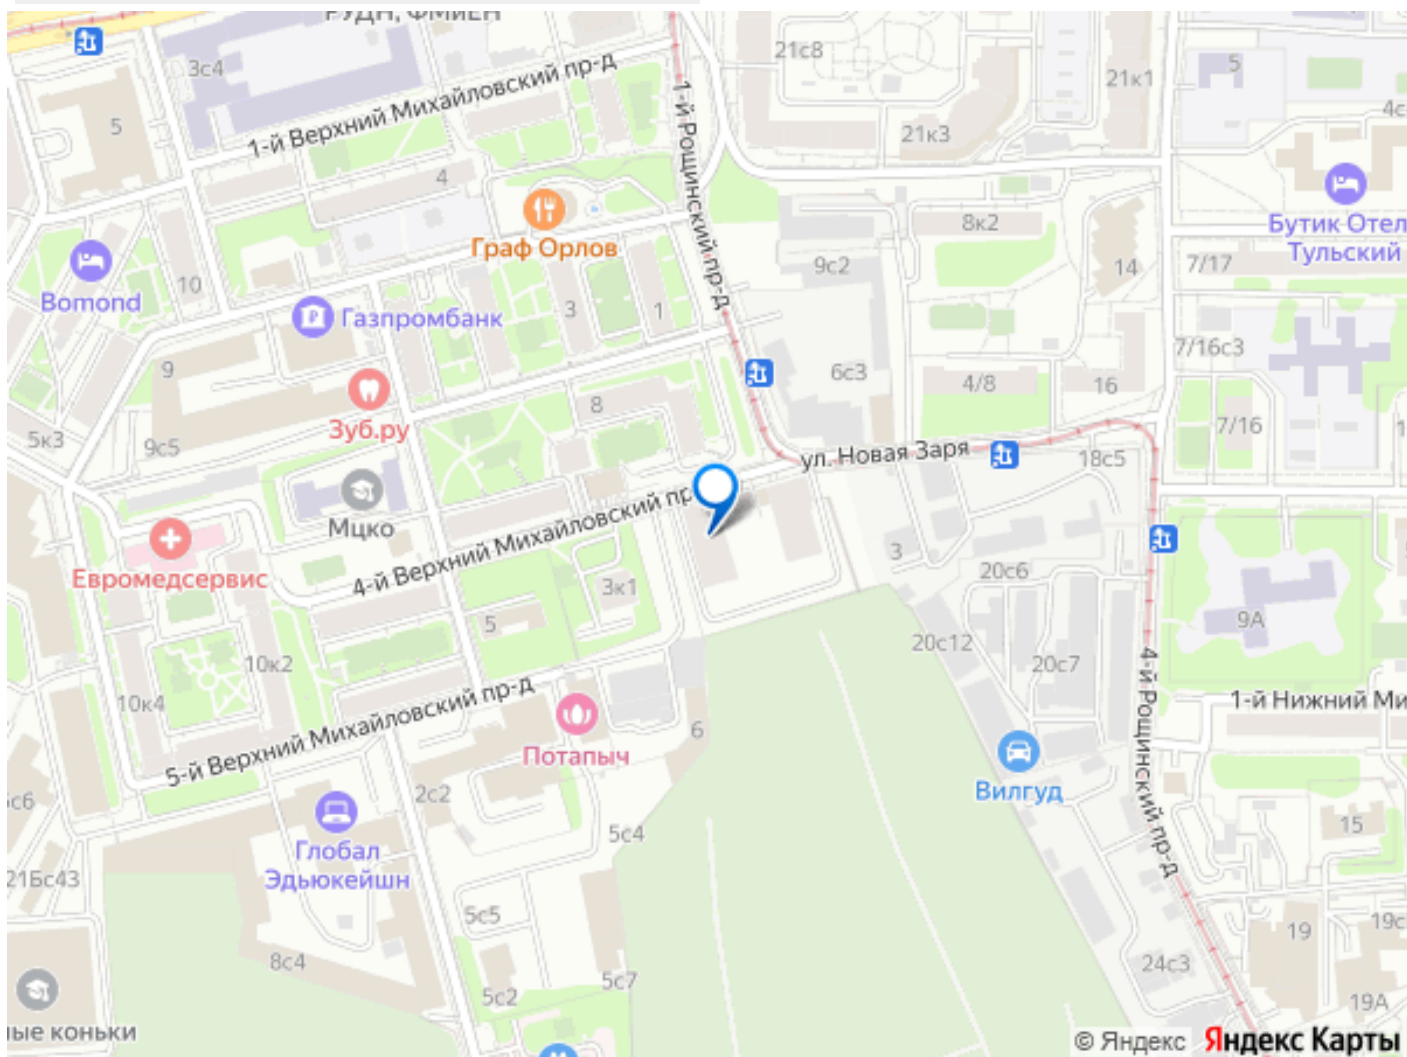 РУДН, ФМиЕН
3с4
21с8
5
21к1
4с
5
1-й Верхний Михайловский пр-д
1-й Рощинский пр-д
21к3
4
Граф Орлов
8к2
Бутик Отел
Тульский
Bomond
10
9с2
14
7/17
Газпромбанк
3
1
9
6с3
4/8
16
7/16с3
5к3
9с5
Зуб.ру
8
7/16
1
ул. Новая Заря
18с5
Мцко
4-й Верхний Михайловский пр
Евромедсервис
3к1
3
20с6
5
9А
20с12
20с7
10к2
10к4
5-й Верхний Михайловский пр-д
4-й Рощинский пр-д
1-й Нижний Ми
6
Потапыч
Вилгуд
с6
2с2
5с4
15
Глобал
Эдьюкейшн
21Бс43
5с5
19
19с
8с4
5с7
24с3
5с2
19А
ые коньки
© Яндекс Яндекс Карты